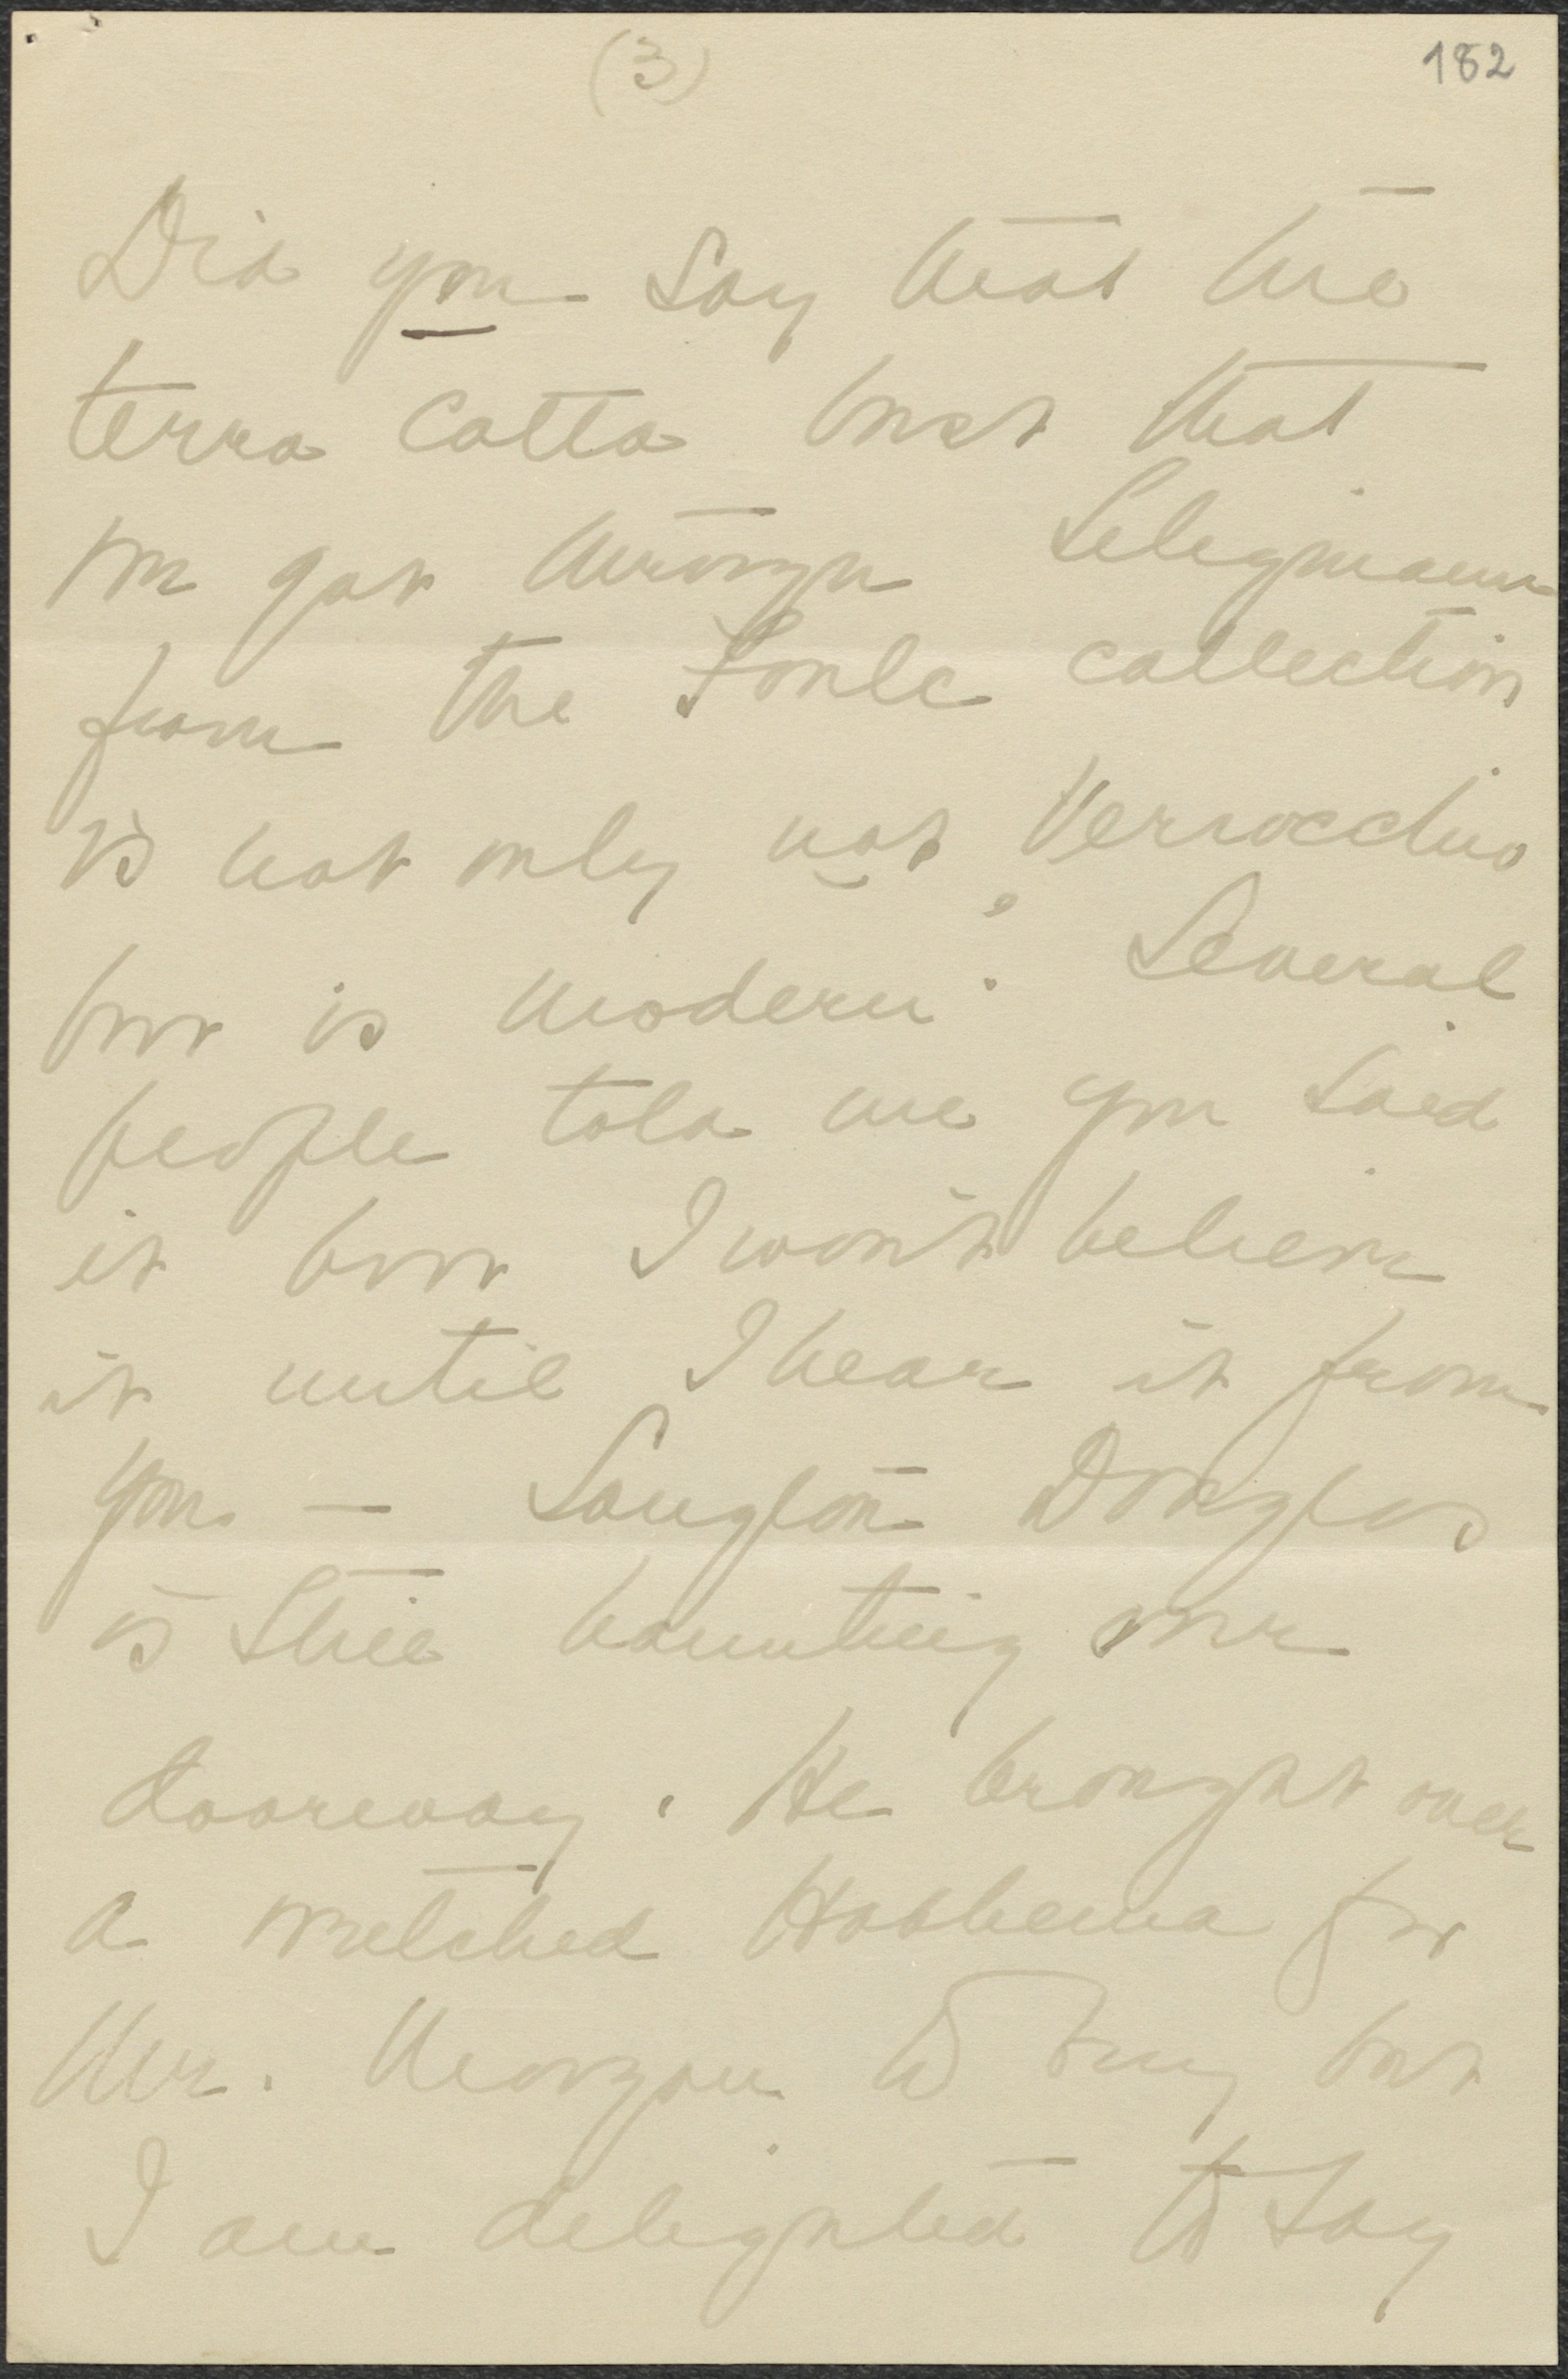 (3)
182
Did you say that the
terra cotta bust that
we got through Seligmann
from the Foulc collection
is not only not Verrocchio
but is modern? Several
people told me you said
it but I won't believe
it until I hear it from
you — Langton Douglas
is still haunting our
doorway. He brought over
a wretched Hobbema for
Mr. Morgan to buy but
I am delighted to say